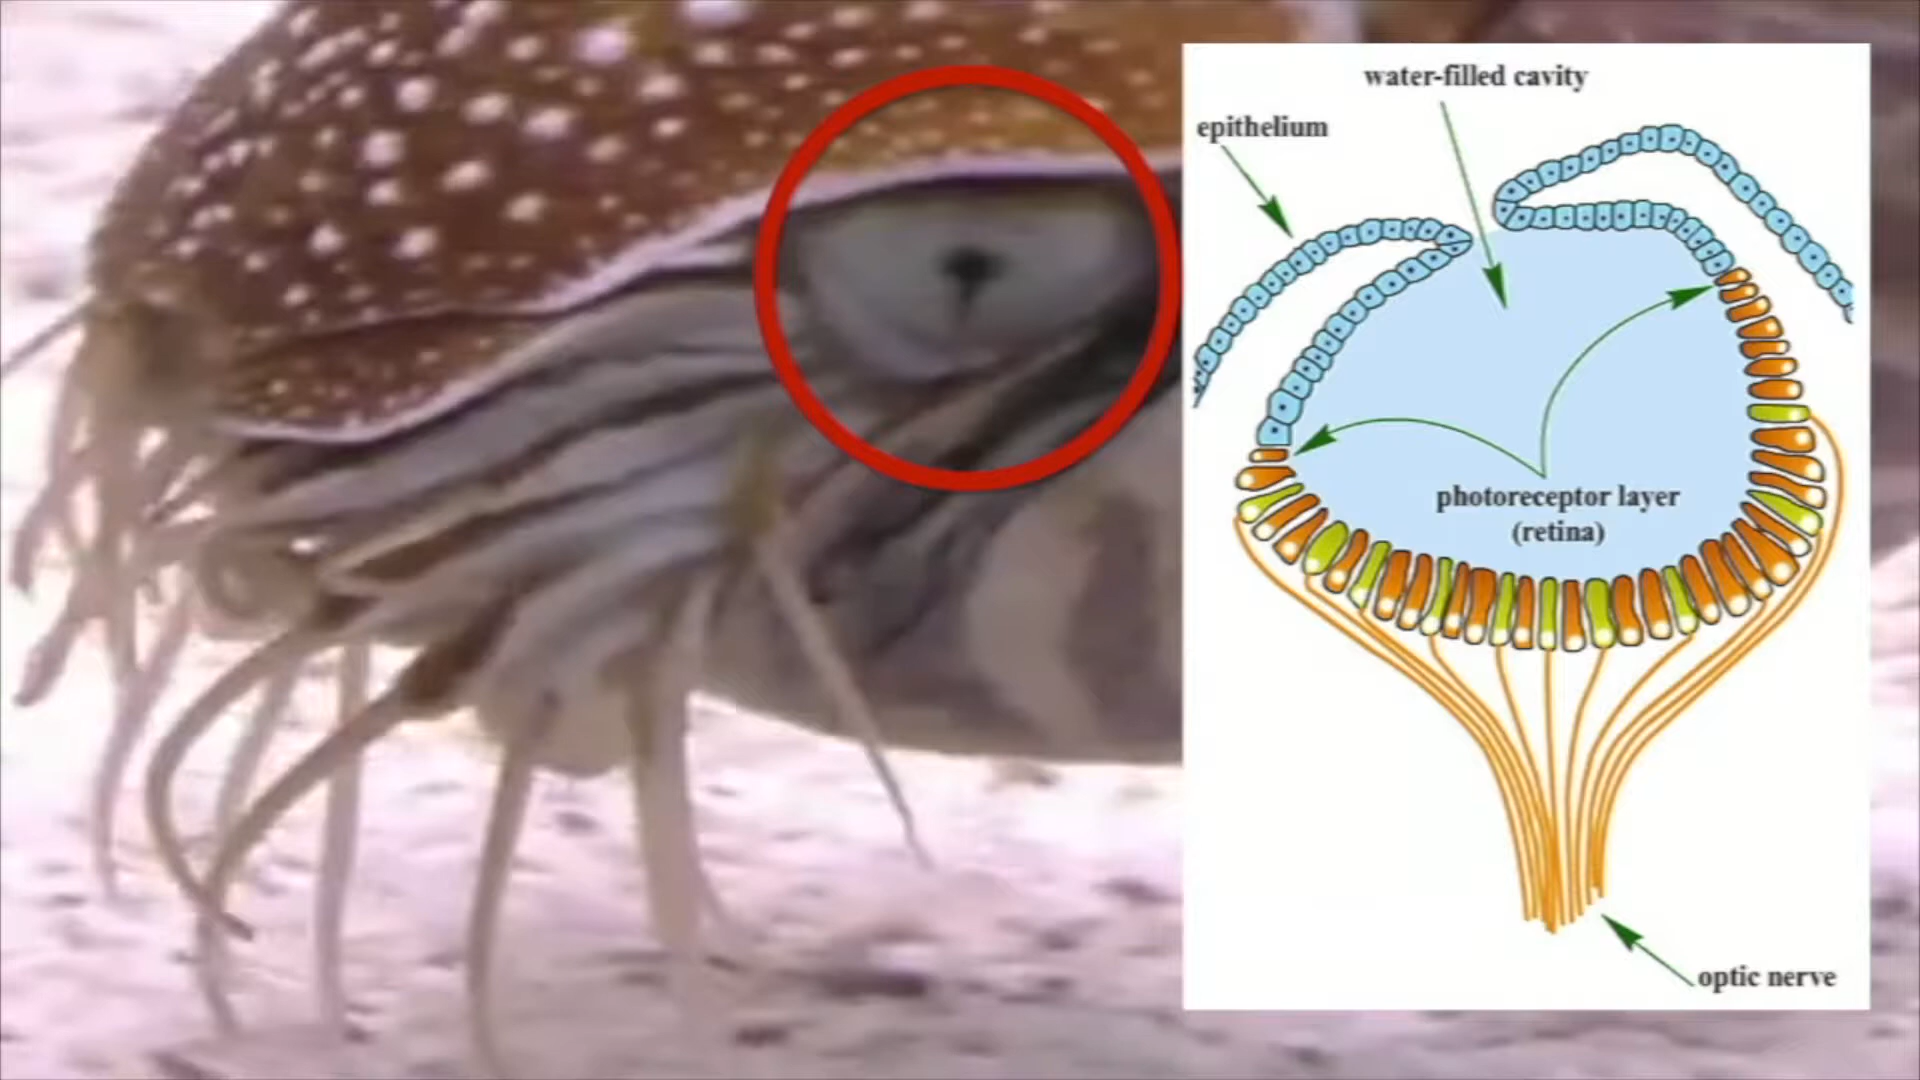 water-filled cavity
epithelium
photoreceptor layer
(retina)
optic nerve